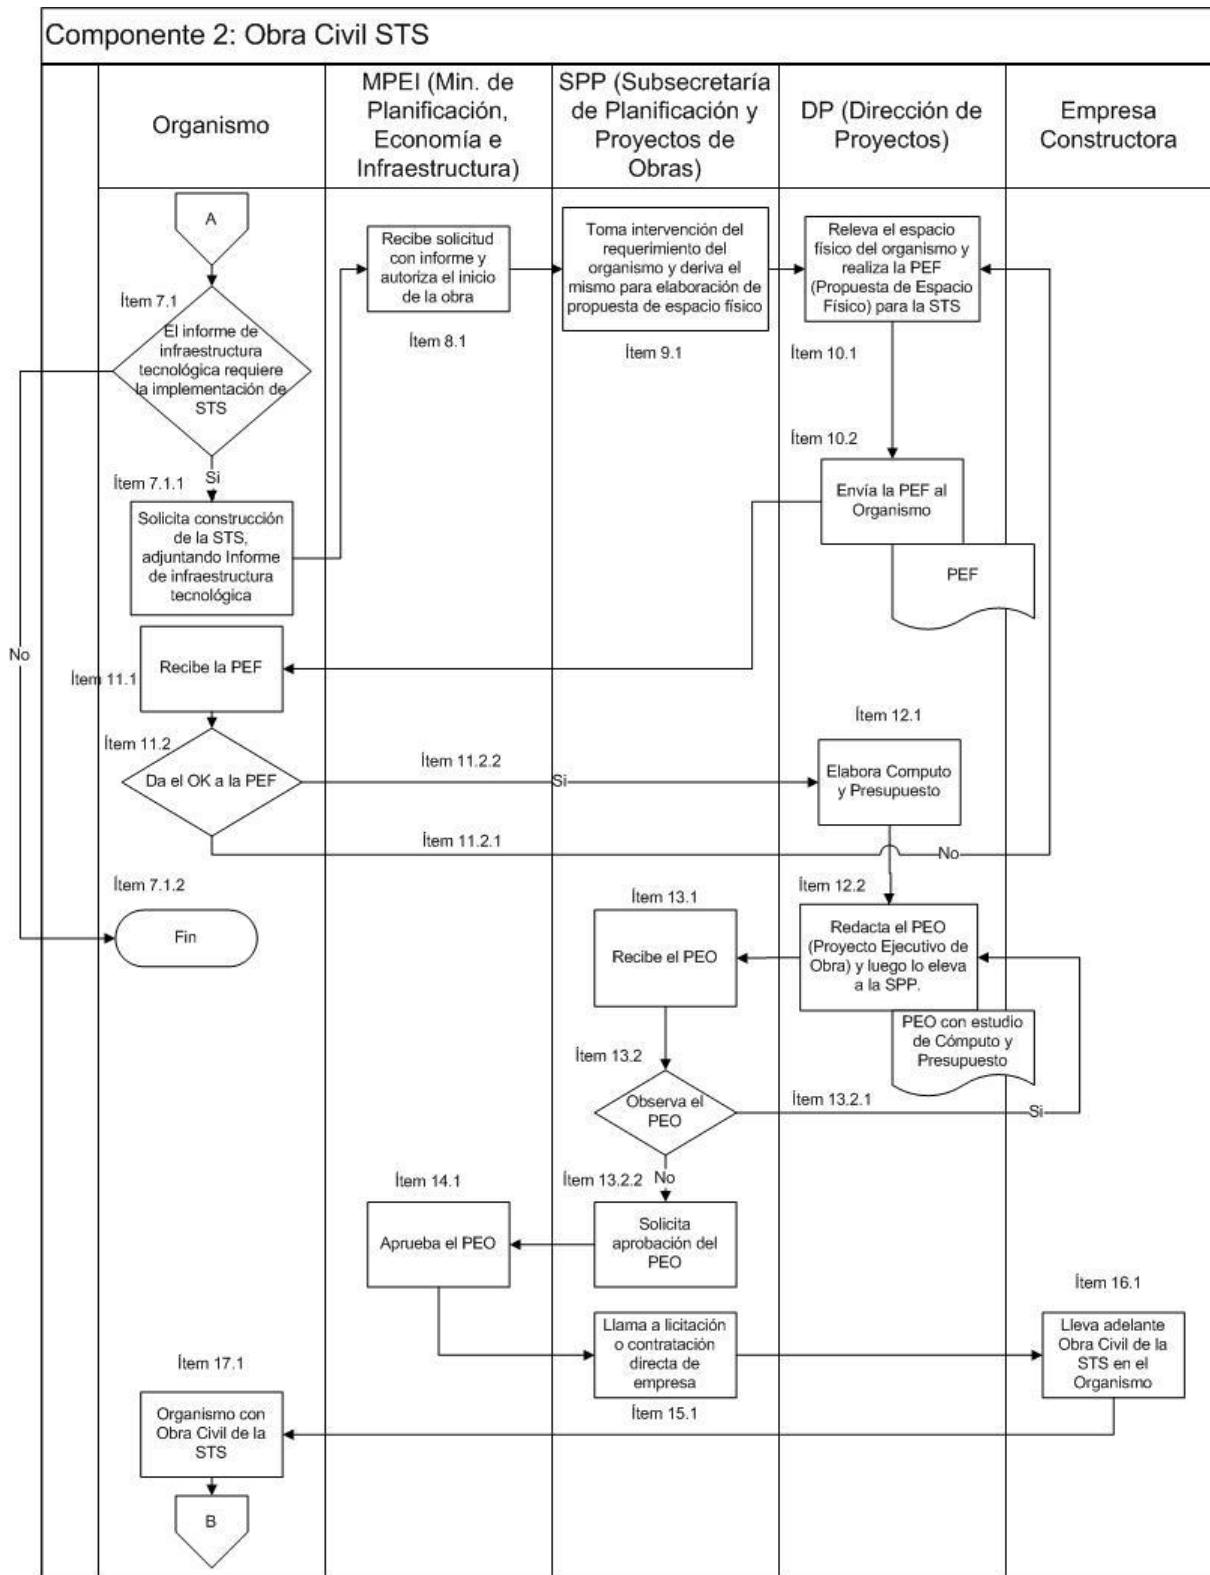 Componente 2: Obra Civil STS
Organismo
MPEI (Min. de
Planificación,
Economía e
Infraestructura)
SPP (Subsecretaría
de Planificación y
Proyectos de
Obras)
DP (Dirección de
Proyectos)
Empresa
Constructora
A
Ítem 7.1
El informe de
infraestructura
tecnológica requiere
la implementación de
STS
Recibe solicitud
con informe y
autoriza el inicio
de la obra
Ítem 8.1
Toma intervención del
requerimiento del
organismo y deriva el
mismo para elaboración de
propuesta de espacio físico
Ítem 9.1
Releva el espacio
físico del organismo y
realiza la PEF
(Propuesta de Espacio
Físico) para la STS
Ítem 10.1
Ítem 10.2
Envía la PEF al
Organismo
PEF
Si
Ítem 7.1.1
Solicita construcción
de la STS,
adjuntando Informe
de infraestructura
tecnológica
No
Recibe la PEF
Ítem 11.1
Ítem 11.2
Da el OK a la PEF
Ítem 11.2.2
Si
Ítem 12.1
Elabora Computo
y Presupuesto
Ítem 11.2.1
No
Ítem 7.1.2
Fin
Ítem 12.2
Redacta el PEO
(Proyecto Ejecutivo de
Obra) y luego lo eleva
a la SPP.
PEO con estudio
de Cómputo y
Presupuesto
Ítem 13.1
Recibe el PEO
Ítem 13.2
Observa el
PEO
Ítem 13.2.1
Si
Ítem 13.2.2
No
Solicita
aprobación del
PEO
Ítem 14.1
Aprueba el PEO
Llama a licitación
o contratación
directa de
empresa
Ítem 15.1
Ítem 16.1
Lleva adelante
Obra Civil de la
STS en el
Organismo
Ítem 17.1
Organismo con
Obra Civil de la
STS
B